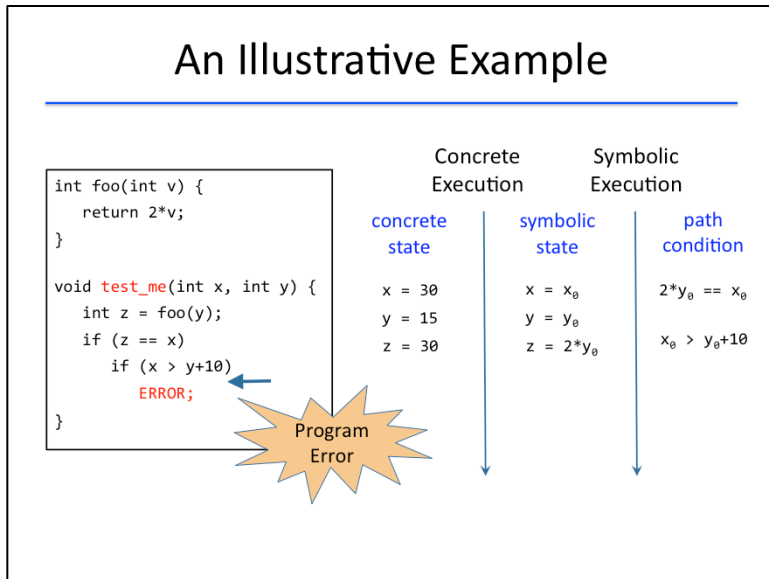 An Illustrative Example
int foo(int v) {
return 2*v;
}
void test_me(int x, int y) {
int z = foo(y);
if (z == x)
if (x > y+10)
ERROR;
}
Program
Error
Concrete
Execution
Symbolic
Execution
concrete
state
symbolic
state
path
condition
x = 30
y = 15
z = 30
x = x₀
y = y₀
z = 2*y₀
2*y₀ == x₀
x₀ > y₀+10